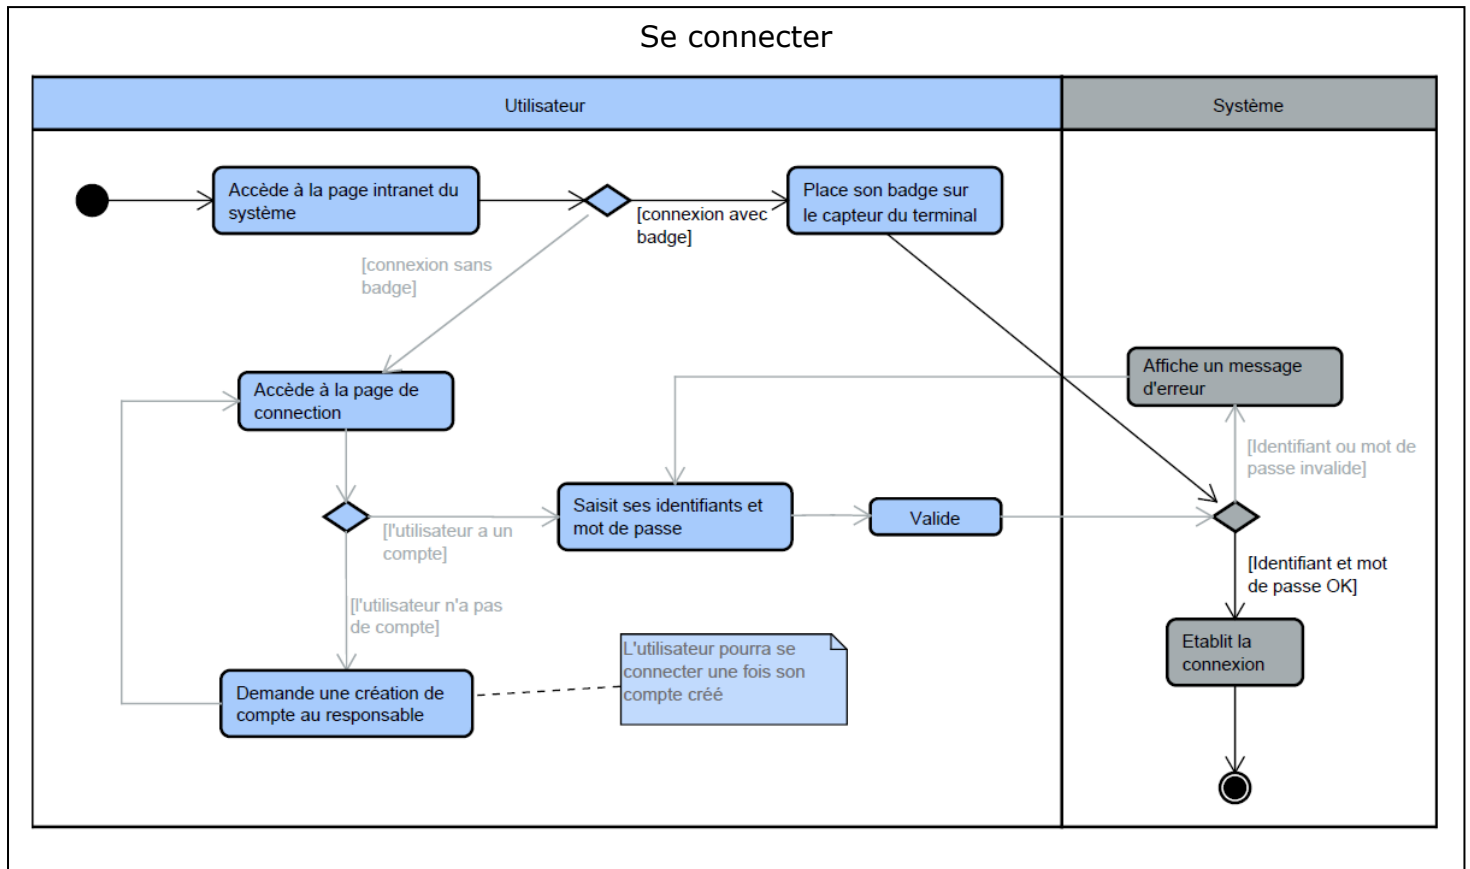 Se connecter
Utilisateur
Système
Accède à la page intranet du
système
[connexion avec
badge]
Place son badge sur
le capteur du terminal
[connexion sans
badge]
Accède à la page de
connection
Affiche un message
d'erreur
[Identifiant ou mot de
passe invalide]
[l'utilisateur a un
compte]
Saisit ses identifiants et
mot de passe
Valide
[Identifiant et mot
de passe OK]
[l'utilisateur n'a pas
de compte]
Etablit la
connexion
L'utilisateur pourra se
connecter une fois son
compte créé
Demande une création de
compte au responsable